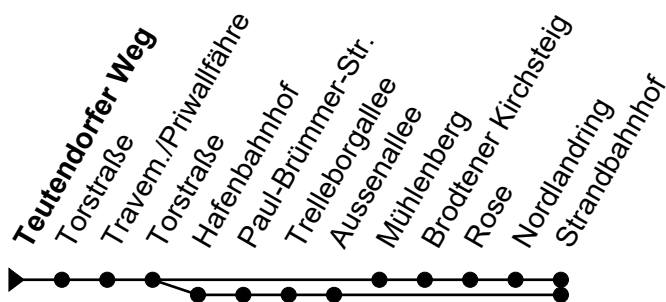 Teutendorfer Weg
Torstraße
Travem./Priwallfähre
Torstraße
Hafenbahnhof
Paul-Brümmer-Str.
Trelleborgallee
Aussenallee
Mühlenberg
Brodtener Kirchsteig
Rose
Nordlandring
Strandbahnhof